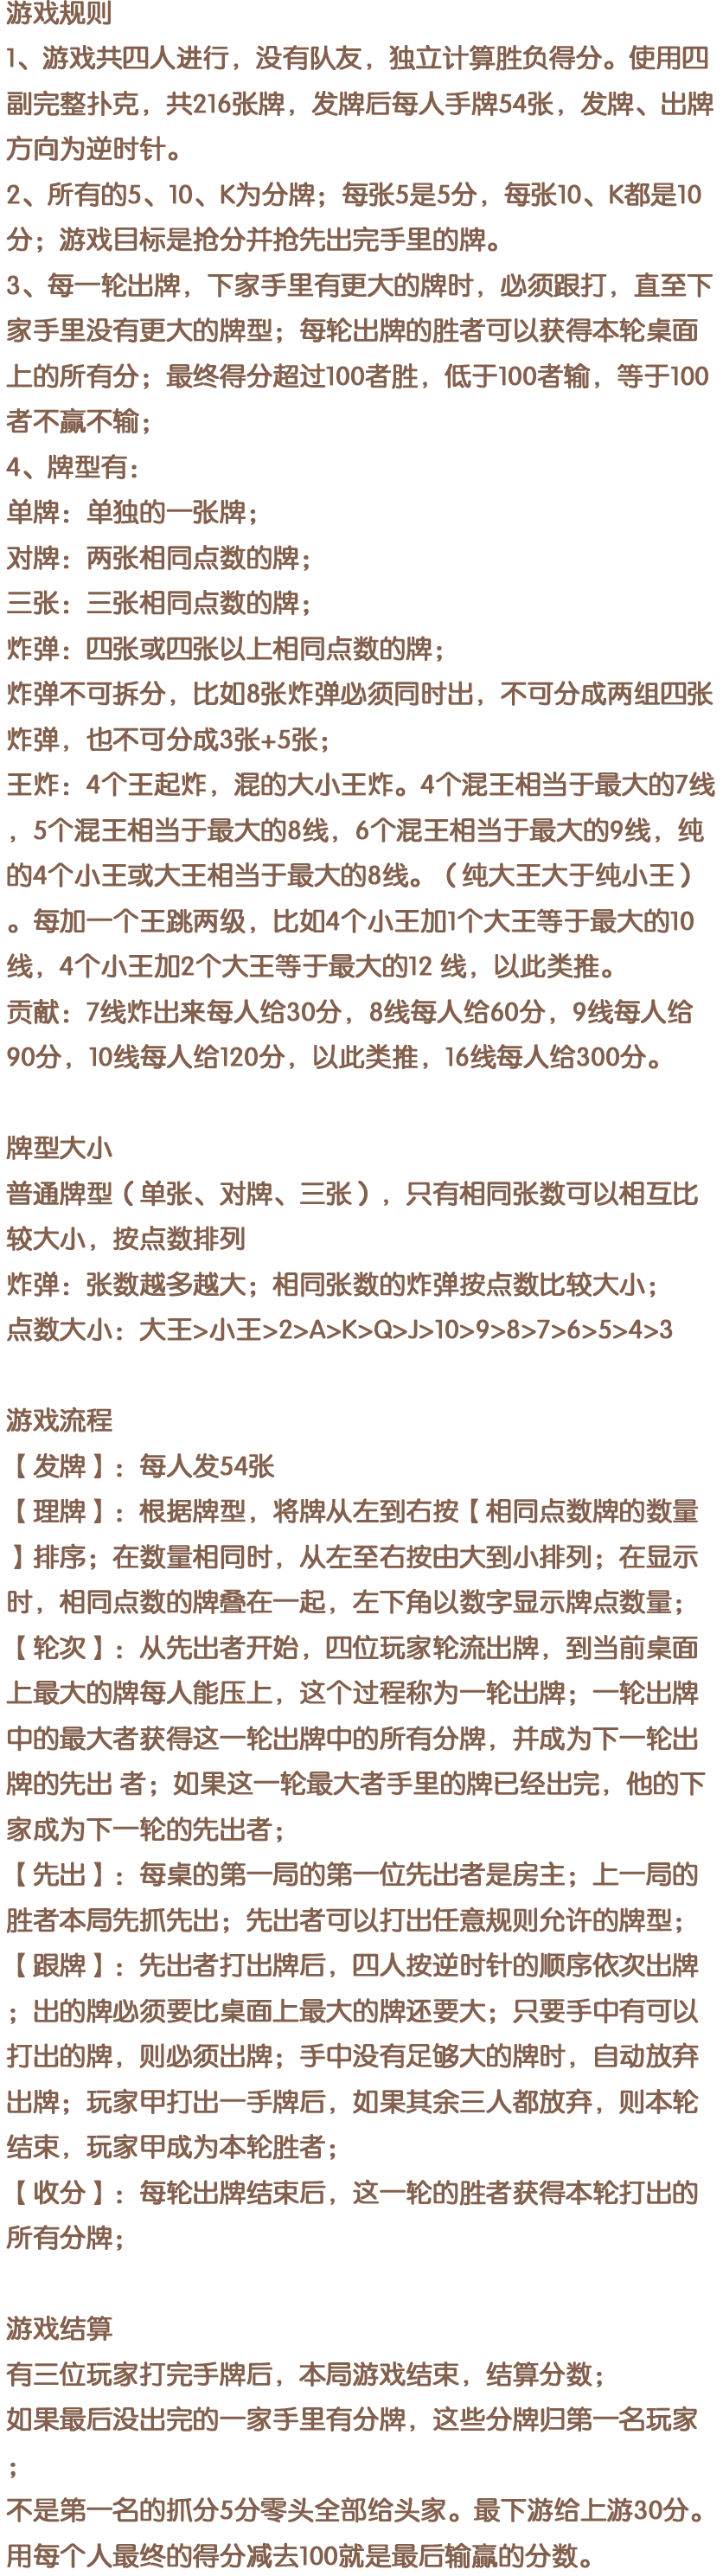 游戏规则
1、游戏共四人进行，没有队友，独立计算胜负得分。使用四
副完整扑克，共216张牌，发牌后每人手牌54张，发牌、出牌
方向为逆时针。
2、所有的5、10、K为分牌；每张5是5分，每张10、K都是10
分；游戏目标是抢分并抢先出完手里的牌。
3、每一轮出牌，下家手里有更大的牌时，必须跟打，直至下
家手里没有更大的牌型；每轮出牌的胜者可以获得本轮桌面
上的所有分；最终得分超过100者胜，低于100者输，等于100
者不赢不输；
4、牌型有：
单牌：单独的一张牌；
对牌：两张相同点数的牌；
三张：三张相同点数的牌；
炸弹：四张或四张以上相同点数的牌；
炸弹不可拆分，比如8张炸弹必须同时出，不可分成两组四张
炸弹，也不可分成3张+5张；
王炸：4个王起炸，混的大小王炸。4个混王相当于最大的7线
，5个混王相当于最大的8线，6个混王相当于最大的9线，纯
的4个小王或大王相当于最大的8线。（纯大王大于纯小王）
。每加一个王跳两级，比如4个小王加1个大王等于最大的10
线，4个小王加2个大王等于最大的12 线，以此类推。
贡献：7线炸出来每人给30分，8线每人给60分，9线每人给
90分，10线每人给120分，以此类推，16线每人给300分。
牌型大小
普通牌型（单张、对牌、三张），只有相同张数可以相互比
较大小，按点数排列
炸弹：张数越多越大；相同张数的炸弹按点数比较大小；
点数大小：大王>小王>2>A>K>Q>J>10>9>8>7>6>5>4>3
游戏流程
【发牌】：每人发54张
【理牌】：根据牌型，将牌从左到右按【相同点数牌的数量
】排序；在数量相同时，从左至右按由大到小排列；在显示
时，相同点数的牌叠在一起，左下角以数字显示牌点数量；
【轮次】：从先出者开始，四位玩家轮流出牌，到当前桌面
上最大的牌每人能压上，这个过程称为一轮出牌；一轮出牌
中的最大者获得这一轮出牌中的所有分牌，并成为下一轮出
牌的先出 者；如果这一轮最大者手里的牌已经出完，他的下
家成为下一轮的先出者；
【先出】：每桌的第一局的第一位先出者是房主；上一局的
胜者本局先抓先出；先出者可以打出任意规则允许的牌型；
【跟牌】：先出者打出牌后，四人按逆时针的顺序依次出牌
；出的牌必须要比桌面上最大的牌还要大；只要手中有可以
打出的牌，则必须出牌；手中没有足够大的牌时，自动放弃
出牌；玩家甲打出一手牌后，如果其余三人都放弃，则本轮
结束，玩家甲成为本轮胜者；
【收分】：每轮出牌结束后，这一轮的胜者获得本轮打出的
所有分牌；
游戏结算
有三位玩家打完手牌后，本局游戏结束，结算分数；
如果最后没出完的一家手里有分牌，这些分牌归第一名玩家
；
不是第一名的抓分5分零头全部给头家。最下游给上游30分。
用每个人最终的得分减去100就是最后输赢的分数。